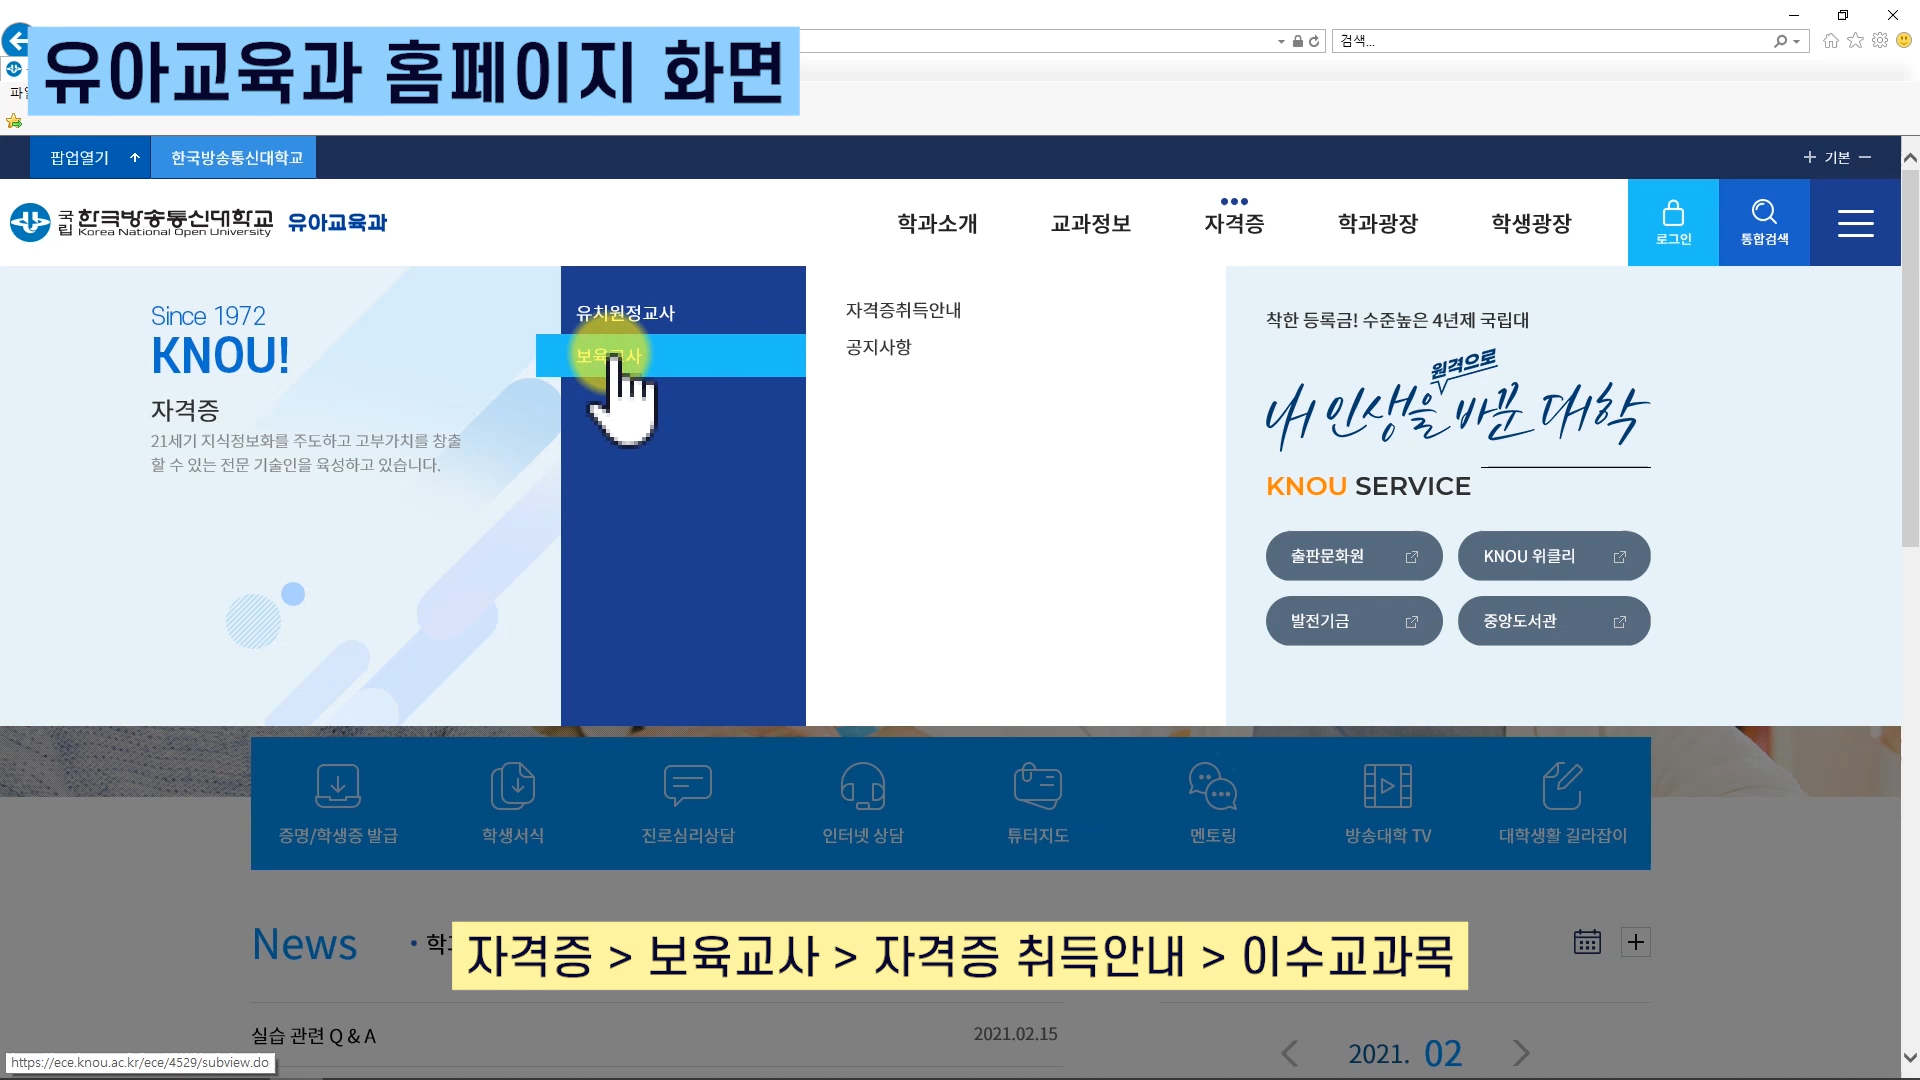 유아교육과 홈페이지 화면
검색...
팝업열기
한국방송통신대학교
기본
국립 한국방송통신대학교 유아교육과
Korea National Open University
학과소개
교과정보
자격증
학과광장
학생광장
로그인
통합검색
Since 1972
KNOU!
자격증
21세기 지식정보화를 주도하고 고부가치를 창출
할 수 있는 전문 기술인을 육성하고 있습니다.
유치원정교사
보육교사
자격증취득안내
공지사항
착한 등록금! 수준높은 4년제 국립대
원격으로
내 인생을 바꾼 대학
KNOU SERVICE
출판문화원
KNOU 위클리
발전기금
중앙도서관
증명/학생증 발급
학생서식
진로심리상담
인터넷 상담
튜터지도
멘토링
방송대학 TV
대학생활 길라잡이
News
자격증 > 보육교사 > 자격증 취득안내 > 이수교과목
실습 관련 Q & A
2021.02.15
2021. 02
https://ece.knou.ac.kr/ece/4529/subview.do